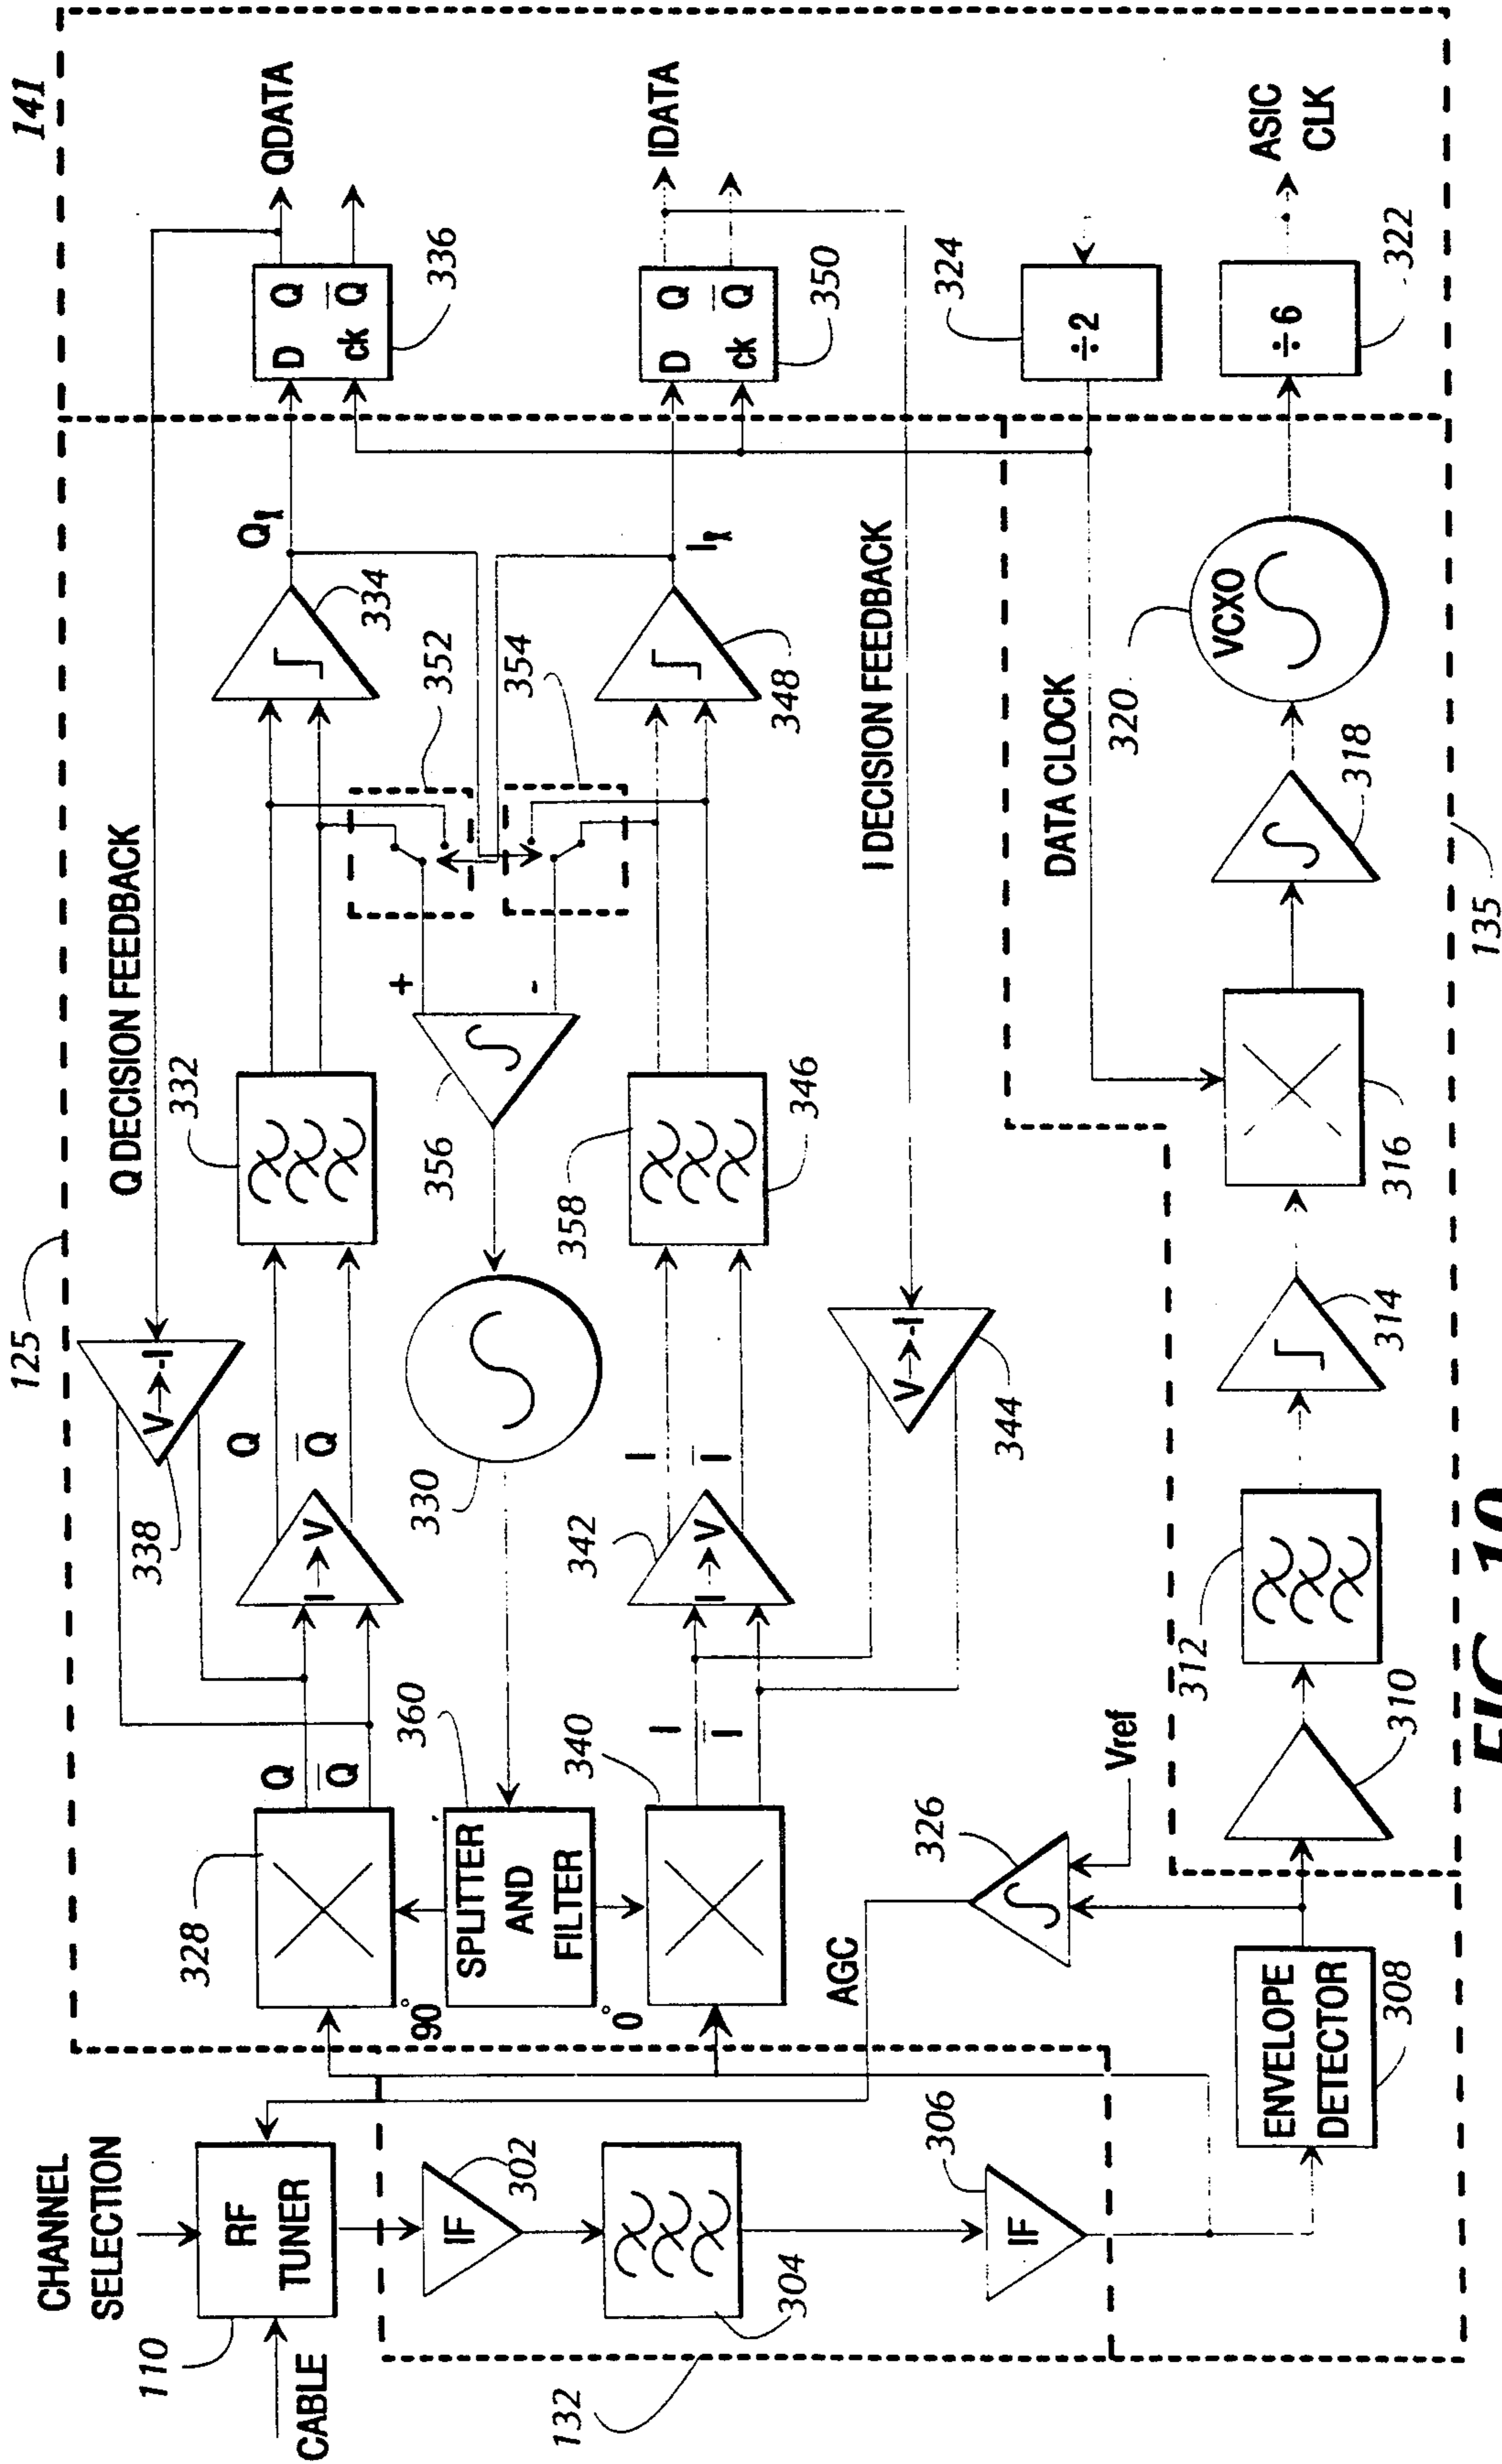 CHANNEL
SELECTION
110
RF
TUNER
CABLE
132
302
IF
304
306
IF
125
328
90°
SPLITTER
AND
FILTER
360
0°
340
Q
Q
I
I
338
V→-I
I→V
Q
Q
330
342
I→V
I
I
V→-I
344
Q DECISION FEEDBACK
332
356
358
346
+
-
352
354
334
Q
348
I
I DECISION FEEDBACK
141
D Q
ck Q
336
QDATA
D Q
ck Q
350
IDATA
324
÷2
÷6
322
ASIC
CLK
DATA CLOCK
AGC
326
Vref
ENVELOPE
DETECTOR
308
310
312
314
316
318
320
VCXO
135